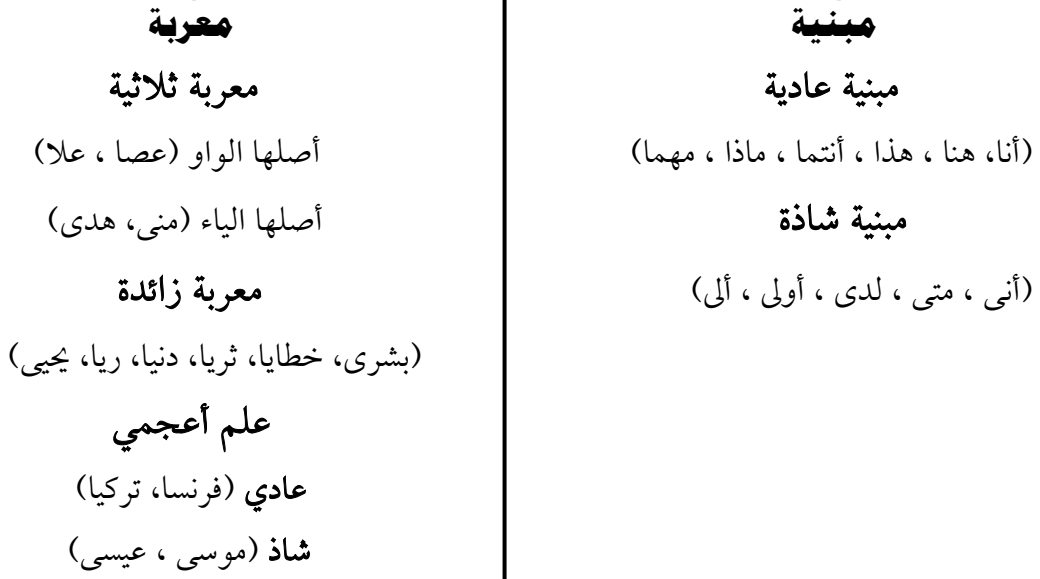 مبنية
مبنية عادية
(أنا، هنا ، هذا ، أنتما ، ماذا ، مهما)
مبنية شاذة
(أنى ، متى ، لدى ، أولى ، ألى)
معربة
معربة ثلاثية
أصلها الواو (عصا ، علا)
أصلها الياء (منى، هدى)
معربة زائدة
(بشرى، خطايا، ثريا، دنيا، ريا، يحيى)
علم أعجمي
عادي (فرنسا، تركيا)
شاذ (موسى ، عيسى)